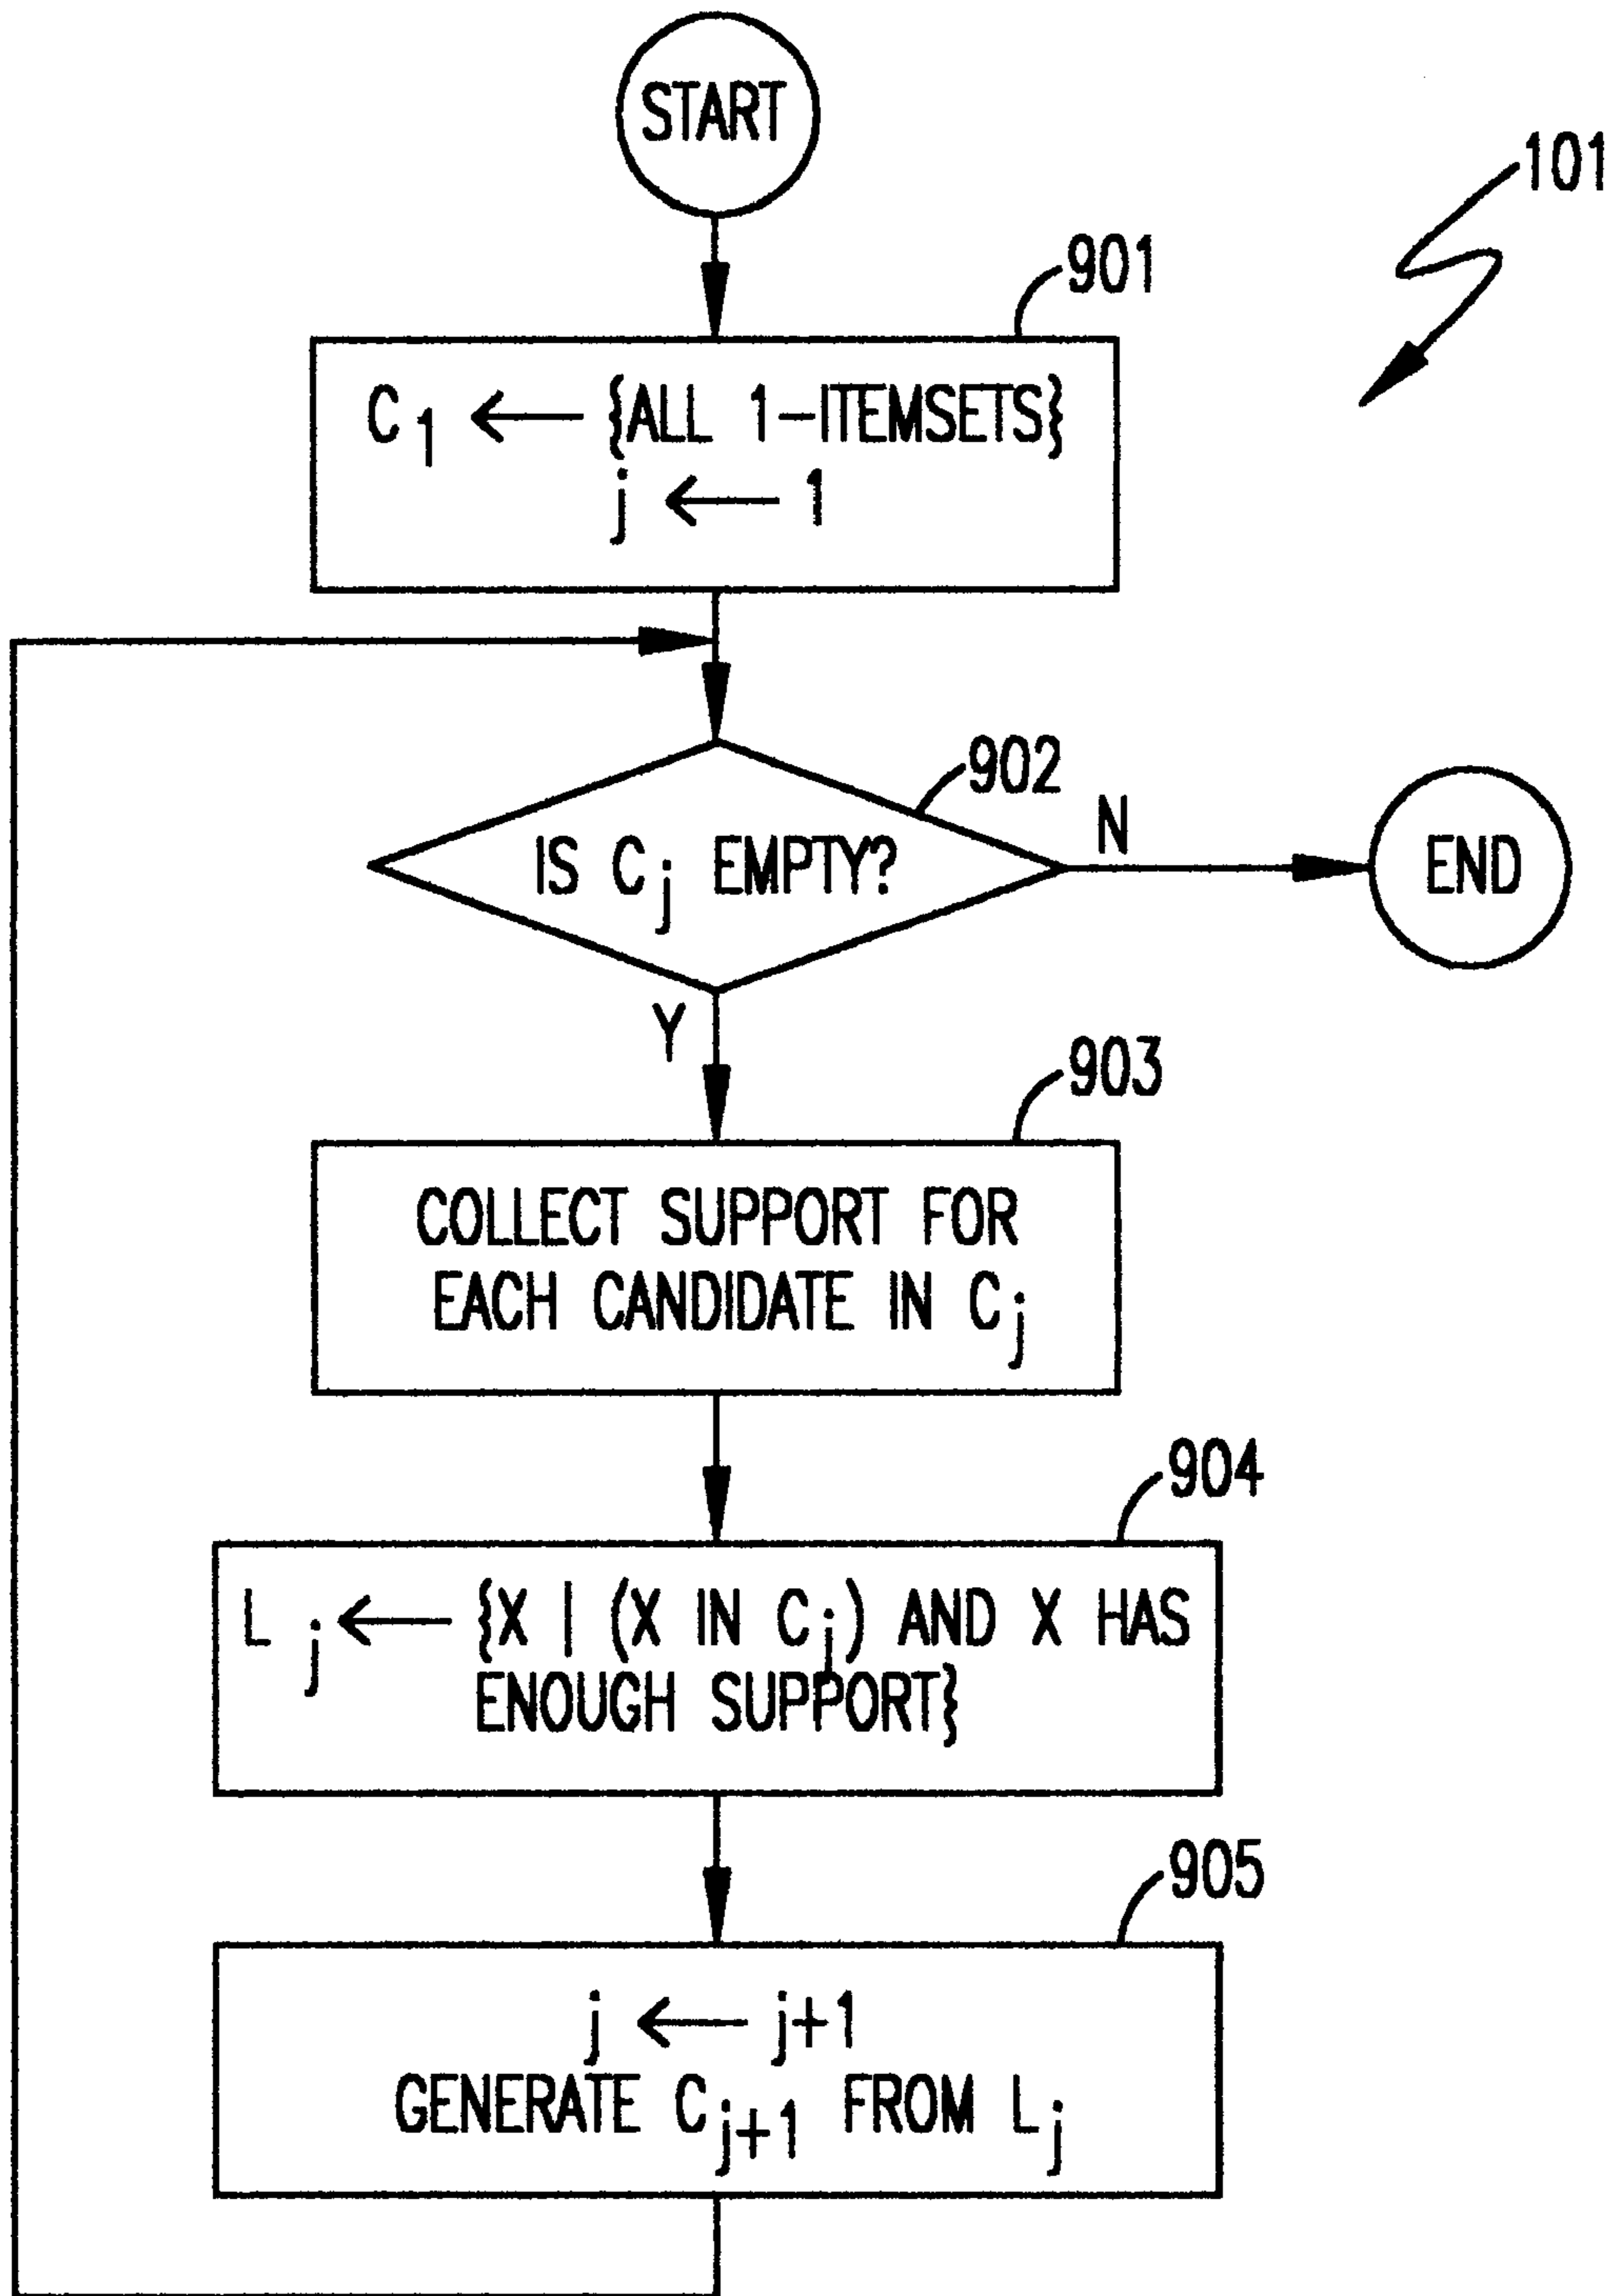 START
101
901
C1 ← {ALL 1-ITEMSETS}
j ← 1
902
IS Cj EMPTY?
N
END
Y
903
COLLECT SUPPORT FOR
EACH CANDIDATE IN Cj
904
Lj ← {X | (X IN Cj) AND X HAS
ENOUGH SUPPORT}
905
j ← j+1
GENERATE Cj+1 FROM Lj